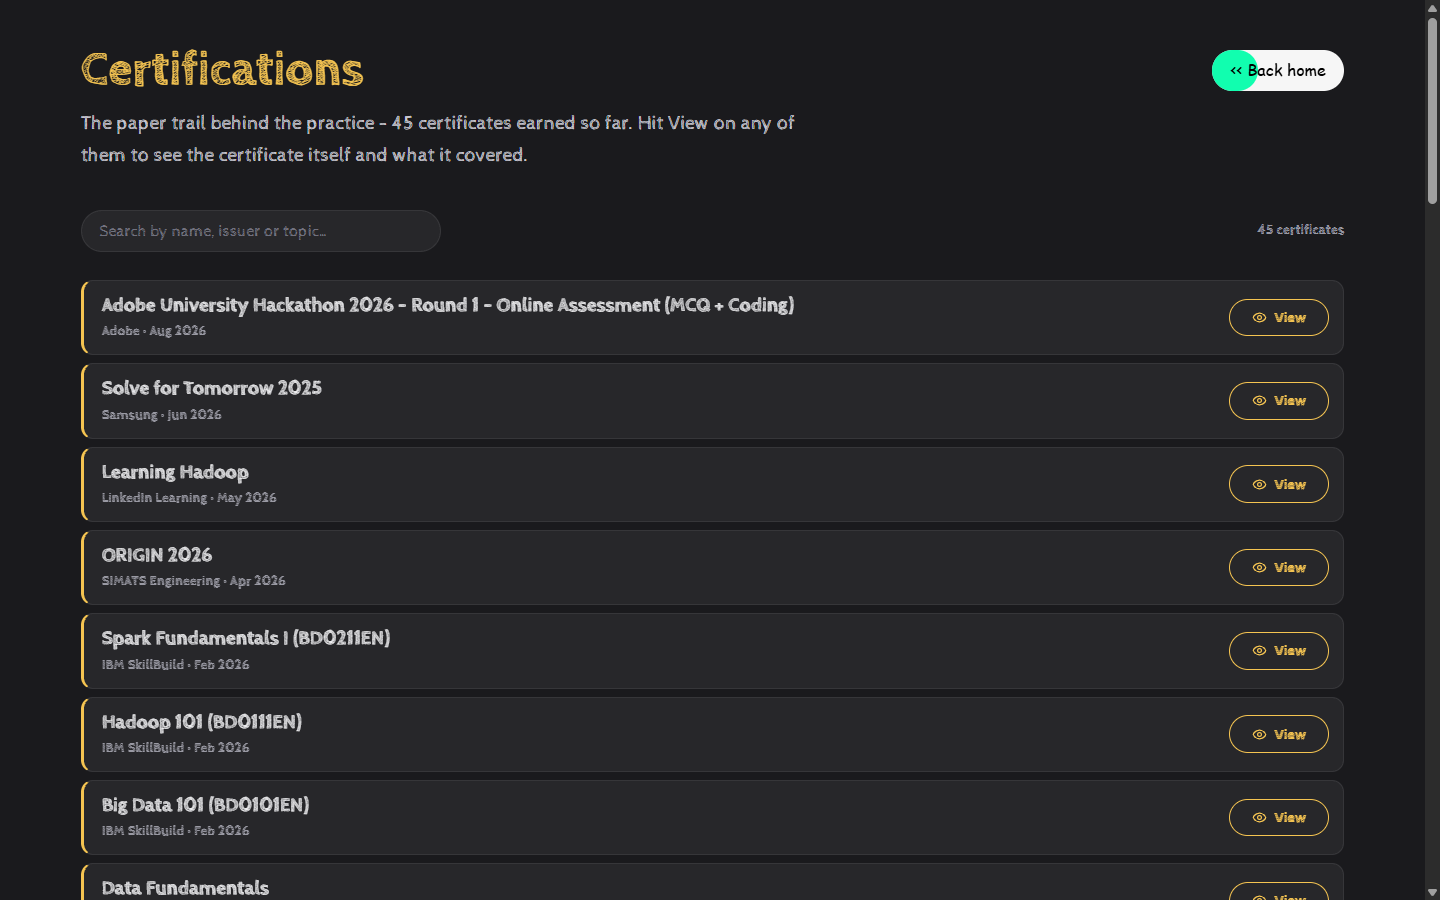 Certifications
<< Back home
The paper trail behind the practice - 45 certificates earned so far. Hit View on any of
them to see the certificate itself and what it covered.
Search by name, issuer or topic...
45 certificates
Adobe University Hackathon 2026 - Round 1 - Online Assessment (MCQ + Coding)
Adobe • Aug 2026
View
Solve for Tomorrow 2025
Samsung • Jun 2026
View
Learning Hadoop
LinkedIn Learning • May 2026
View
ORIGIN 2026
SIMATS Engineering • Apr 2026
View
Spark Fundamentals I (BD0211EN)
IBM SkillBuild • Feb 2026
View
Hadoop 101 (BD0111EN)
IBM SkillBuild • Feb 2026
View
Big Data 101 (BD0101EN)
IBM SkillBuild • Feb 2026
View
Data Fundamentals
View